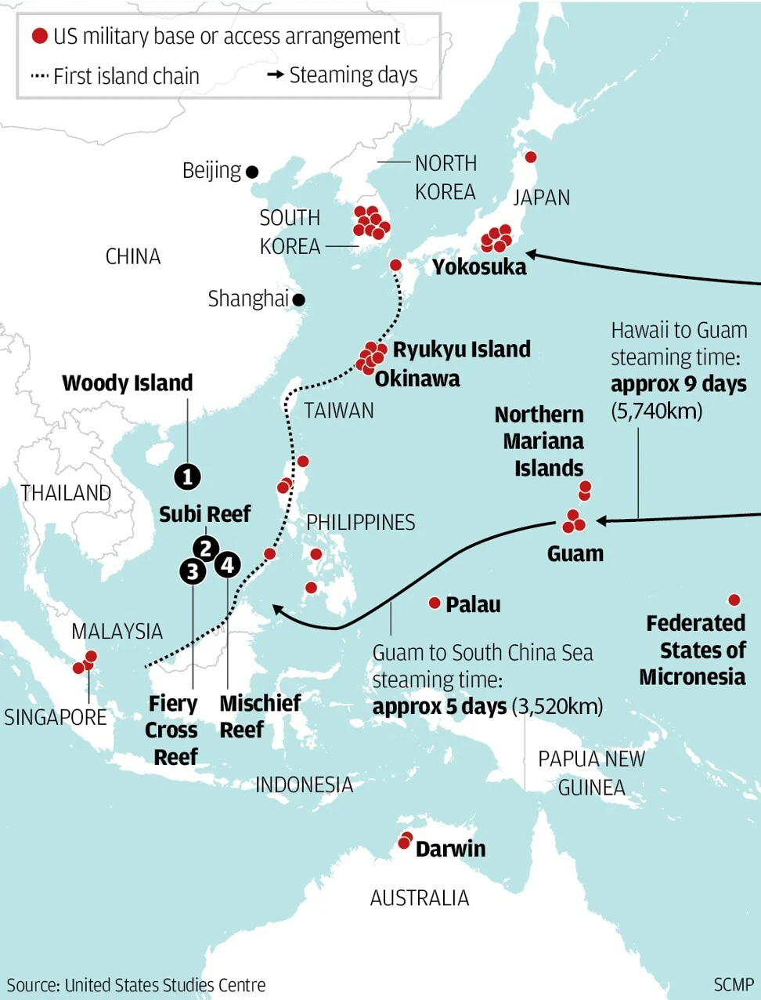 US military base or access arrangement
First island chain
Steaming days
Beijing
NORTH
KOREA
JAPAN
SOUTH
KOREA
CHINA
Yokosuka
Shanghai
Hawaii to Guam
steaming time:
approx 9 days
(5,740km)
Ryukyu Island
Okinawa
Woody Island
TAIWAN
Northern
Mariana
Islands
1
THAILAND
Subi Reef
PHILIPPINES
2
3
4
Guam
Palau
MALAYSIA
Federated
States of
Micronesia
Guam to South China Sea
steaming time:
approx 5 days (3,520km)
SINGAPORE
Fiery
Cross
Reef
Mischief
Reef
PAPUA NEW
GUINEA
INDONESIA
Darwin
AUSTRALIA
Source: United States Studies Centre
SCMP